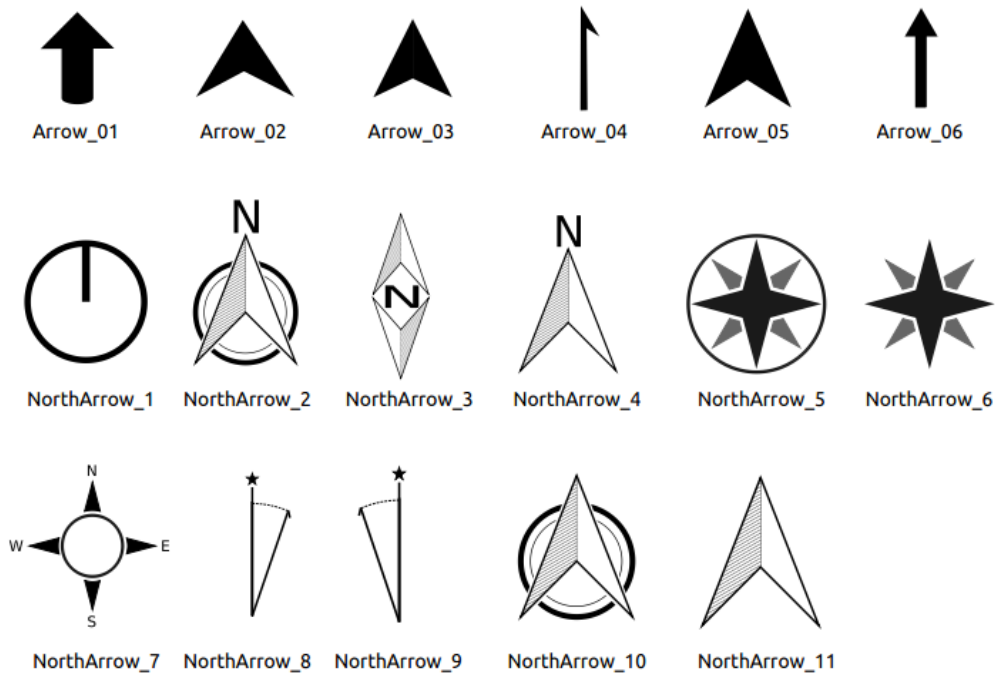 Arrow_01 Arrow_02 Arrow_03 Arrow_04 Arrow_05 Arrow_06
N N N
NorthArrow_1 NorthArrow_2 NorthArrow_3 NorthArrow_4 NorthArrow_5 NorthArrow_6
N
W E
S
NorthArrow_7 NorthArrow_8 NorthArrow_9 NorthArrow_10 NorthArrow_11